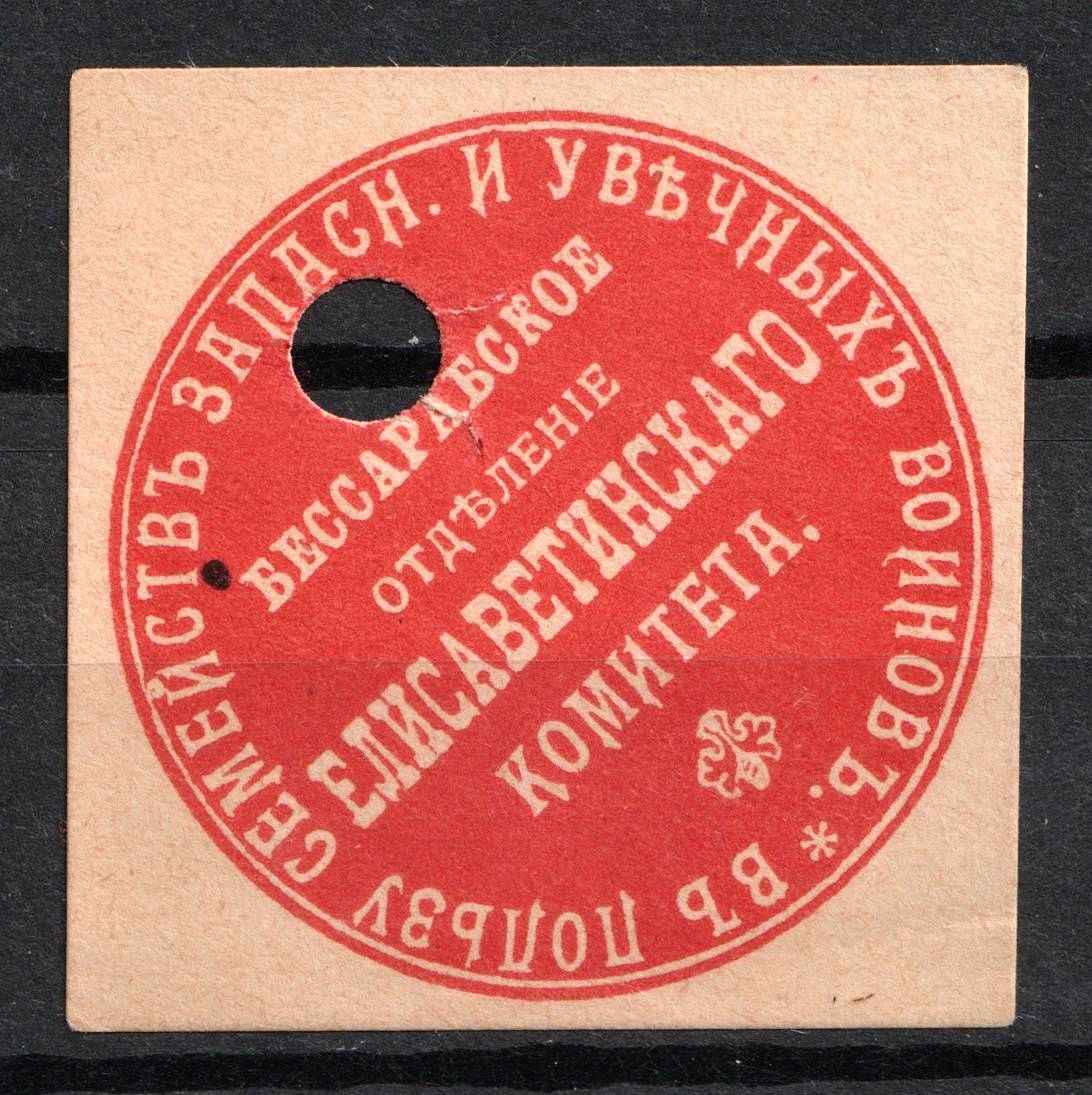 ВЪ ПОЛЬЗУ СЕМЕЙСТВЪ ЗАПАСН. И УВѢЧНЫХЪ ВОИНОВЪ. *
БЕССАРАБСКОЕ
ОТДѢЛЕНІЕ
ЕЛИСАВЕТИНСКАГО
КОМИТЕТА.